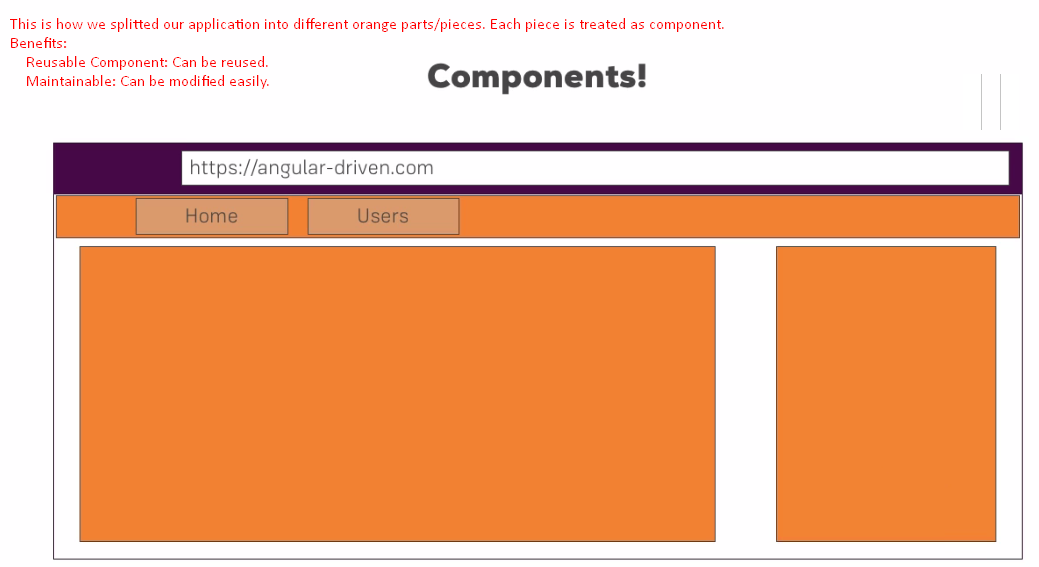 This is how we splitted our application into different orange parts/pieces. Each piece is treated as component.
Benefits:
Reusable Component: Can be reused.
Maintainable: Can be modified easily.
Components!
https://angular-driven.com
Home
Users